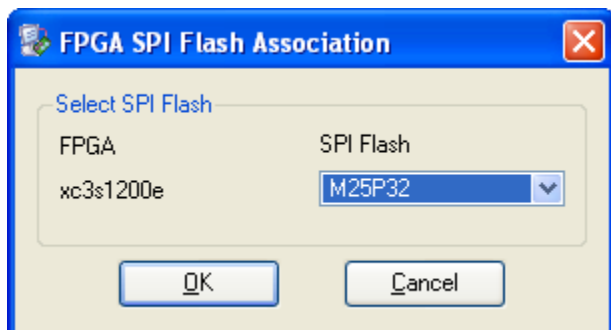 FPGA SPI Flash Association
Select SPI Flash
FPGA SPI Flash
xc3s1200e M25P32
OK Cancel